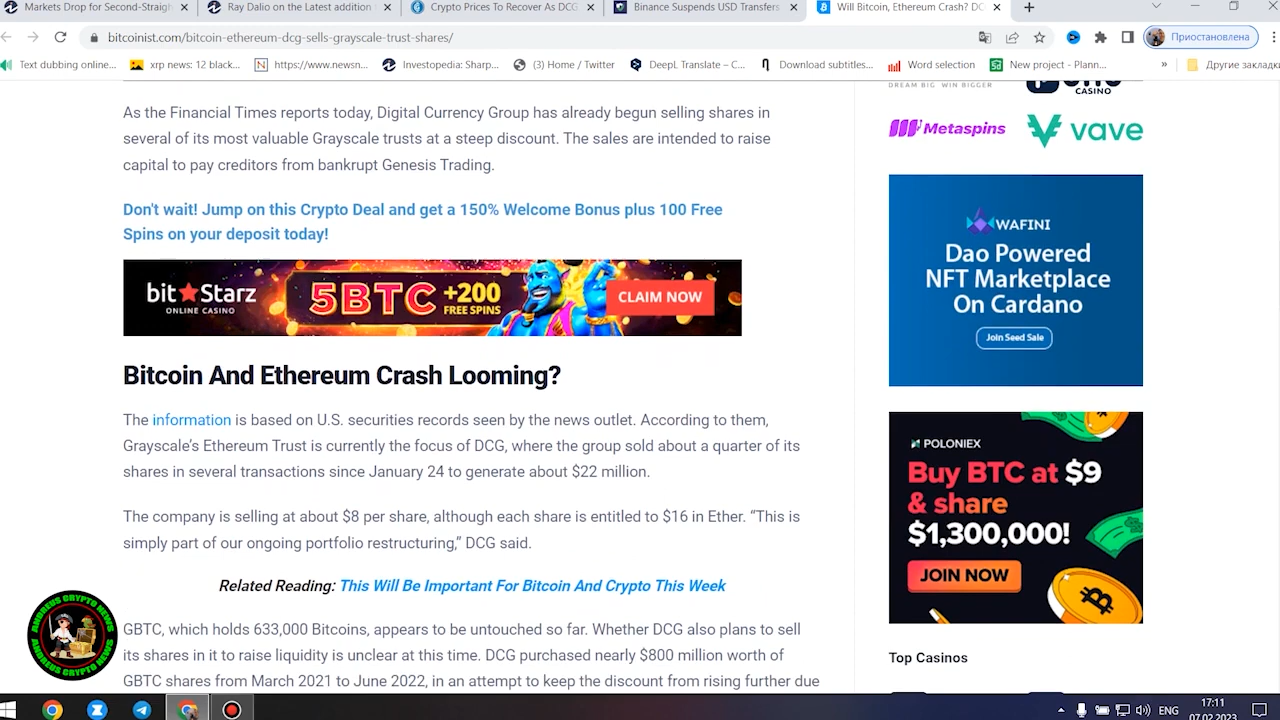 Markets Drop for Second-Straigh
Ray Dalio on the Latest addition
Crypto Prices To Recover As DCG
Binance Suspends USD Transfers
Will Bitcoin, Ethereum Crash? DC
bitcoinist.com/bitcoin-ethereum-dcg-sells-grayscale-trust-shares/
Приостановлена
Text dubbing online...
xrp news: 12 black...
https://www.newsn...
Investopedia: Sharp...
(3) Home / Twitter
DeepL Translate – C...
Download subtitles...
Word selection
New project - Plann...
»
Другие закладки
As the Financial Times reports today, Digital Currency Group has already begun selling shares in
several of its most valuable Grayscale trusts at a steep discount. The sales are intended to raise
capital to pay creditors from bankrupt Genesis Trading.
Don't wait! Jump on this Crypto Deal and get a 150% Welcome Bonus plus 100 Free
Spins on your deposit today!
bit Starz
ONLINE CASINO
5BTC
+200
FREE SPINS
CLAIM NOW
Bitcoin And Ethereum Crash Looming?
The information is based on U.S. securities records seen by the news outlet. According to them,
Grayscale's Ethereum Trust is currently the focus of DCG, where the group sold about a quarter of its
shares in several transactions since January 24 to generate about $22 million.
The company is selling at about $8 per share, although each share is entitled to $16 in Ether. “This is
simply part of our ongoing portfolio restructuring,” DCG said.
Related Reading: This Will Be Important For Bitcoin And Crypto This Week
GBTC, which holds 633,000 Bitcoins, appears to be untouched so far. Whether DCG also plans to sell
its shares in it to raise liquidity is unclear at this time. DCG purchased nearly $800 million worth of
GBTC shares from March 2021 to June 2022, in an attempt to keep the discount from rising further due
DREAM BIG WIN BIGGER
CASINO
Metaspins
vave
WAFINI
Dao Powered
NFT Marketplace
On Cardano
Join Seed Sale
POLONIEX
Buy BTC at $9
& share
$1,300,000!
JOIN NOW
Top Casinos
ANDREUS CRYPTO NEWS
ANDREUS CRYPTO NEWS
ENG
17:11
07.02.2023